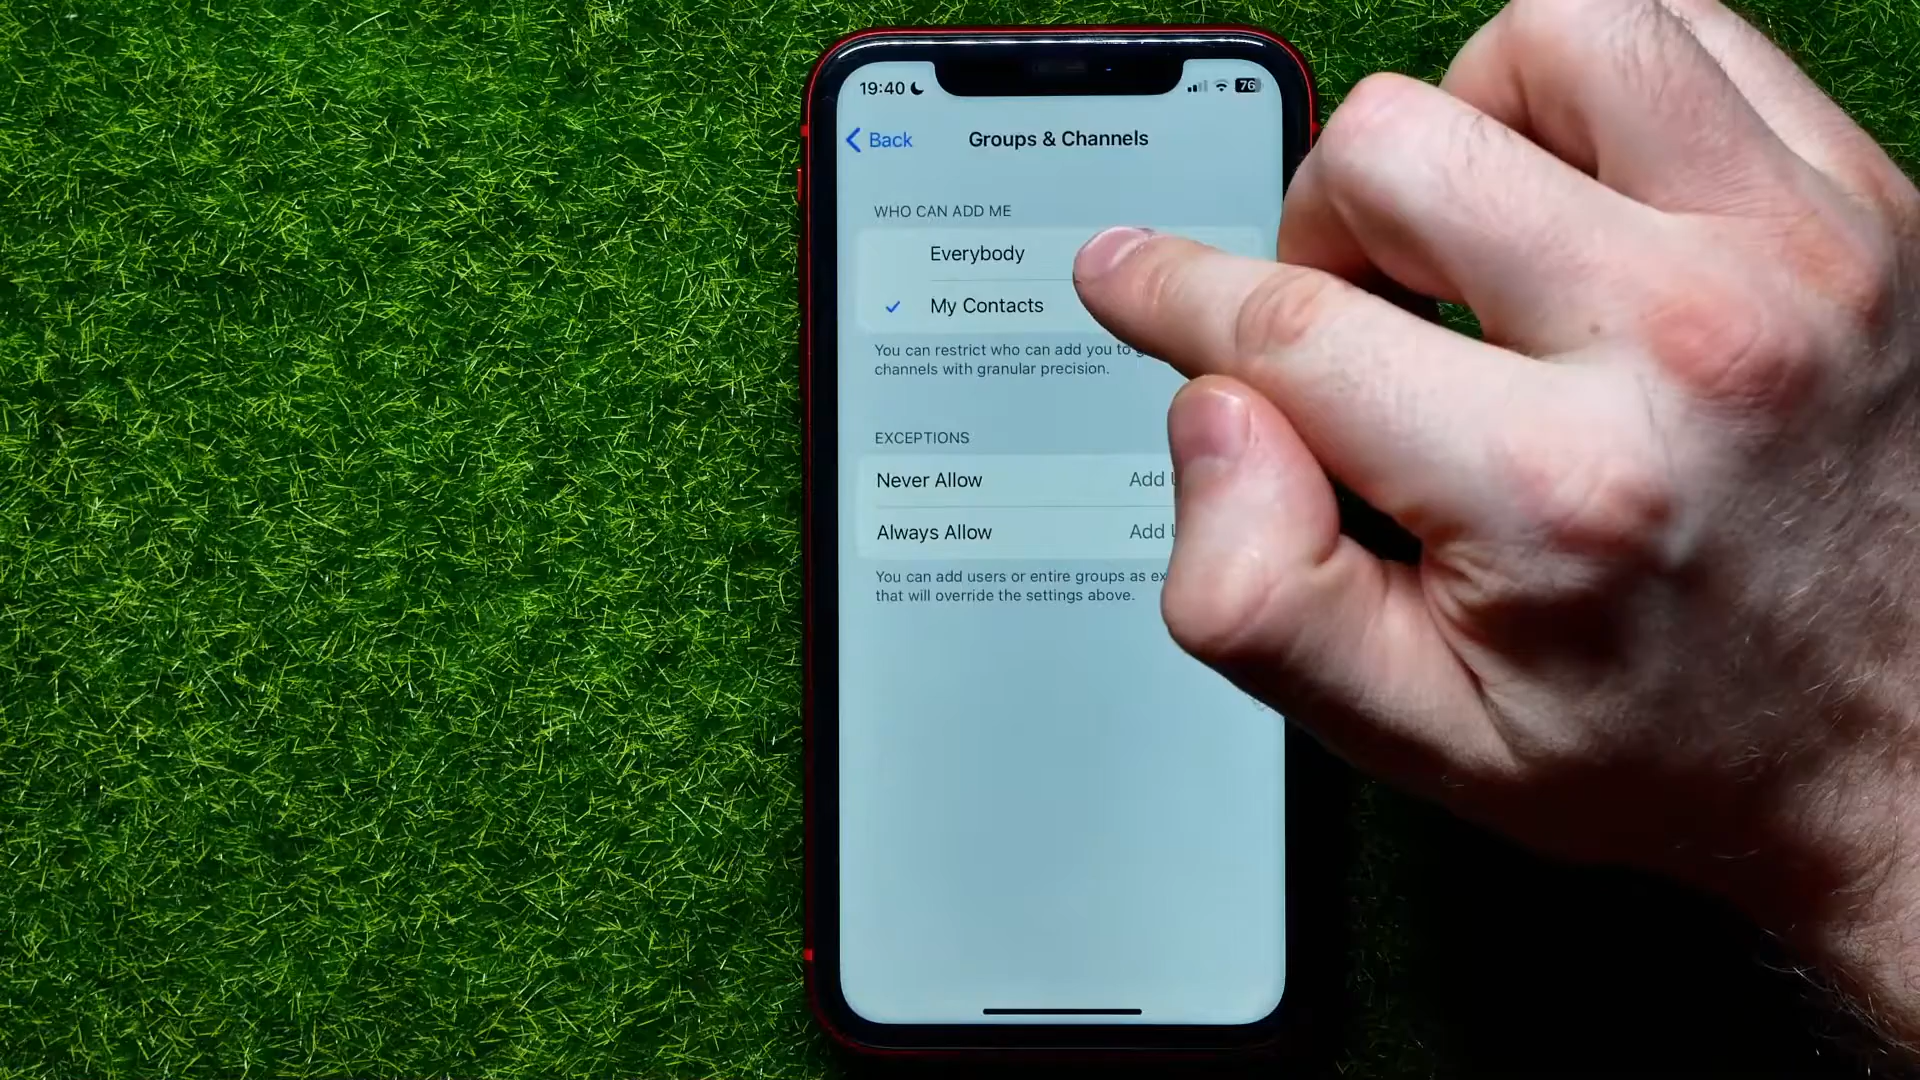 19:40
76
Back
Groups & Channels
WHO CAN ADD ME
Everybody
My Contacts
You can restrict who can add you to
channels with granular precision.
EXCEPTIONS
Never Allow
Add
Always Allow
Add
You can add users or entire groups as
that will override the settings above.